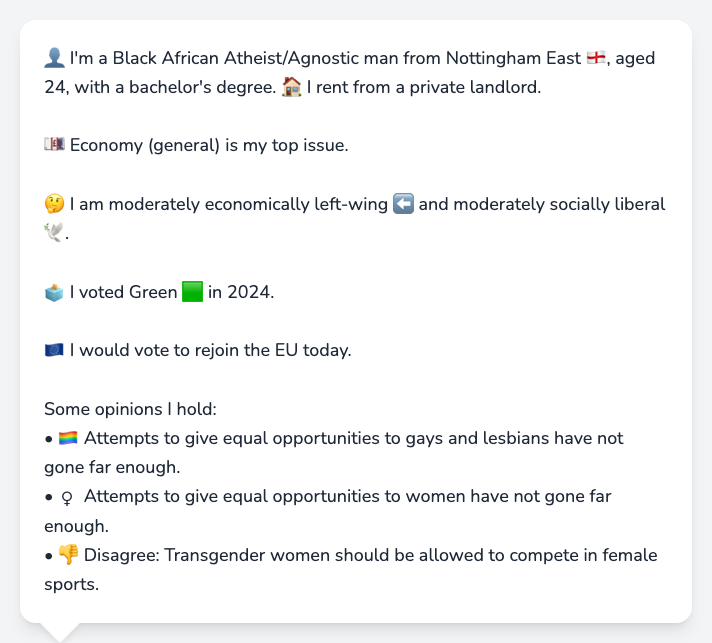 👤 I'm a Black African Atheist/Agnostic man from Nottingham East 🏴󠁧󠁢󠁥󠁮󠁧󠁿, aged
24, with a bachelor's degree. 🏠 I rent from a private landlord.
💷 Economy (general) is my top issue.
🤔 I am moderately economically left-wing ⬅️ and moderately socially liberal
🕊️.
🗳️ I voted Green 🟩 in 2024.
🇪🇺 I would vote to rejoin the EU today.
Some opinions I hold:
• 🏳️‍🌈 Attempts to give equal opportunities to gays and lesbians have not
gone far enough.
• ♀ Attempts to give equal opportunities to women have not gone far
enough.
• 👎 Disagree: Transgender women should be allowed to compete in female
sports.